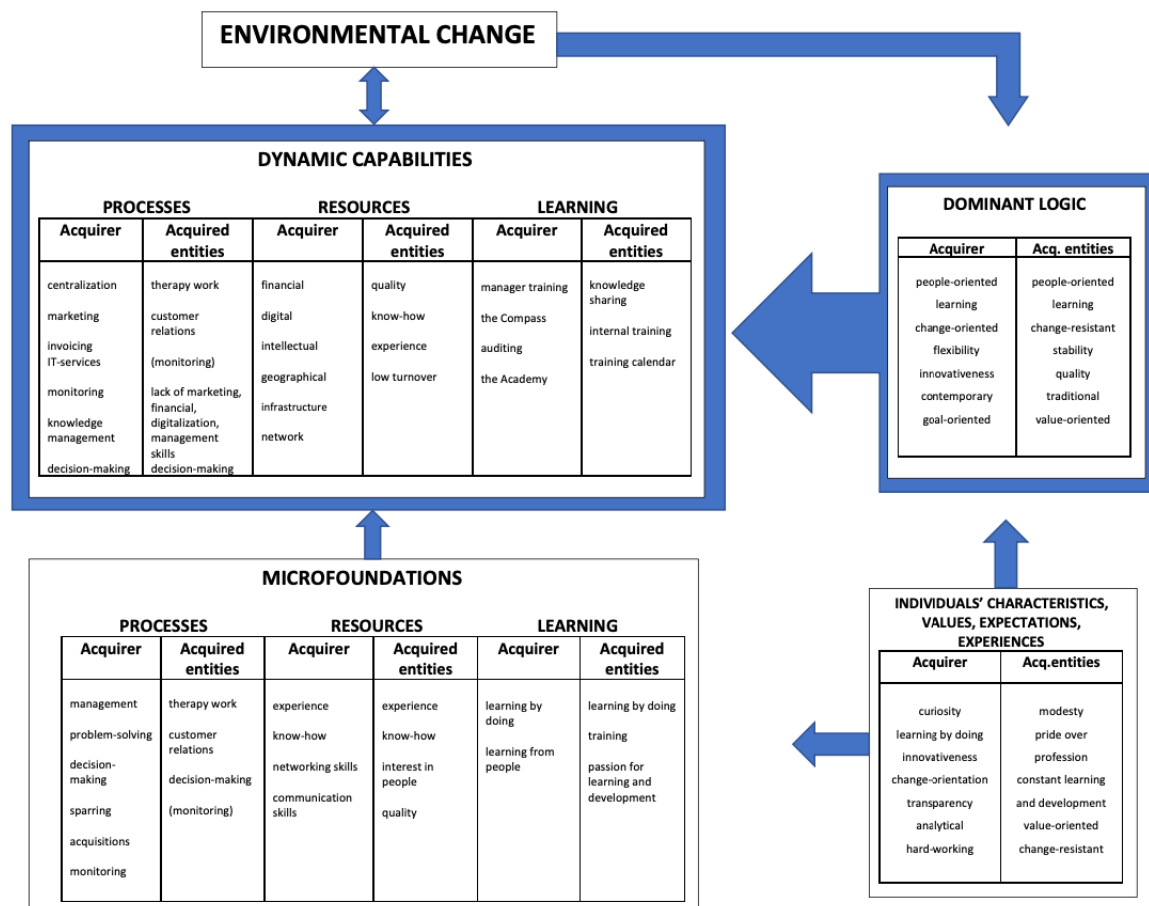 ENVIRONMENTAL CHANGE
DYNAMIC CAPABILITIES
PROCESSES
RESOURCES
LEARNING
Acquirer
centralization
marketing
invoicing
IT-services
monitoring
knowledge
management
decision-making
Acquired
entities
therapy work
customer
relations
(monitoring)
lack of marketing,
financial,
digitalization,
management
skills
decision-making
Acquirer
financial
digital
intellectual
geographical
infrastructure
network
Acquired
entities
quality
know-how
experience
low turnover
Acquirer
manager training
the Compass
auditing
the Academy
Acquired
entities
knowledge
sharing
internal training
training calendar
DOMINANT LOGIC
Acquirer
people-oriented
learning
change-oriented
flexibility
innovativeness
contemporary
goal-oriented
Acq. entities
people-oriented
learning
change-resistant
stability
quality
traditional
value-oriented
MICROFOUNDATIONS
PROCESSES
RESOURCES
LEARNING
Acquirer
management
problem-solving
decision-
making
sparring
acquisitions
monitoring
Acquired
entities
therapy work
customer
relations
decision-making
(monitoring)
Acquirer
experience
know-how
networking skills
communication
skills
Acquired
entities
experience
know-how
interest in
people
quality
Acquirer
learning by
doing
learning from
people
Acquired
entities
learning by doing
training
passion for
learning and
development
INDIVIDUALS’ CHARACTERISTICS,
VALUES, EXPECTATIONS,
EXPERIENCES
Acquirer
curiosity
learning by doing
innovativeness
change-orientation
transparency
analytical
hard-working
Acq.entities
modesty
pride over
profession
constant learning
and development
value-oriented
change-resistant